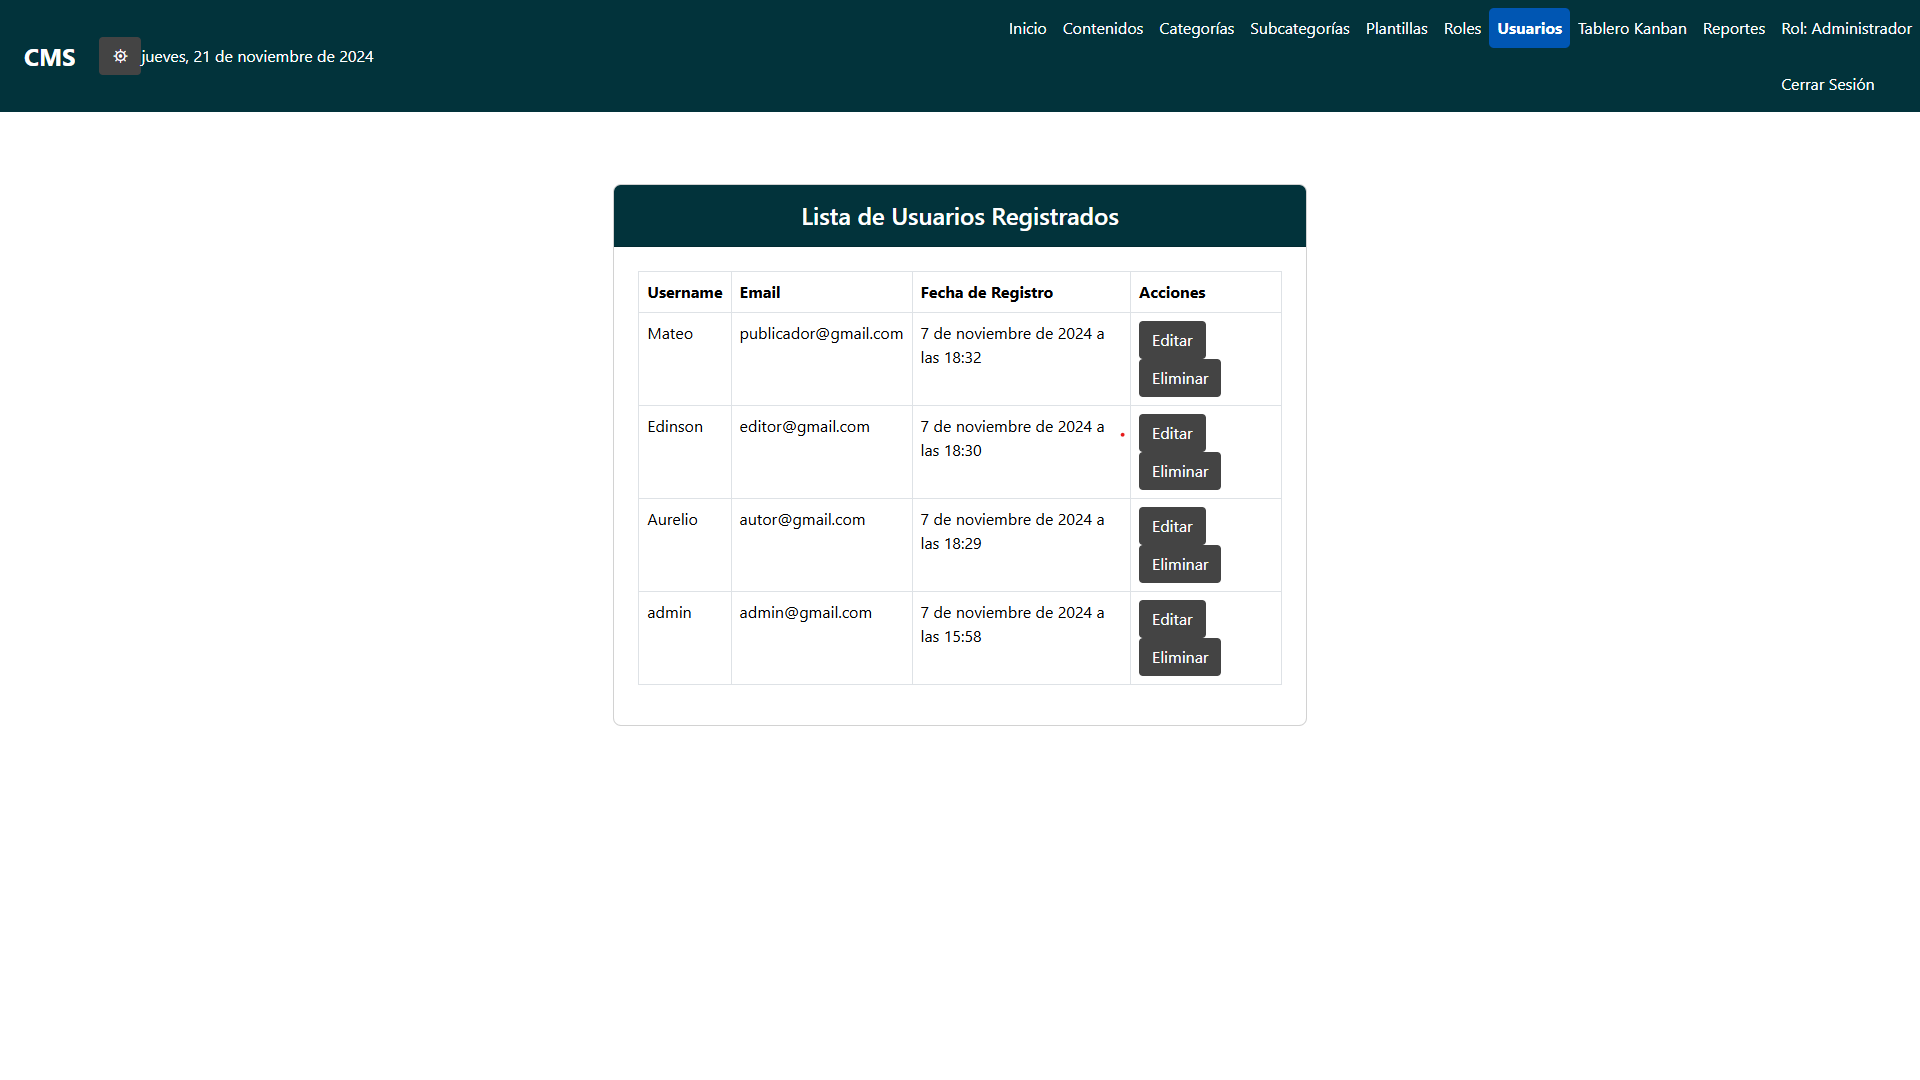 CMS
jueves, 21 de noviembre de 2024
Inicio Contenidos Categorías Subcategorías Plantillas Roles Usuarios Tablero Kanban Reportes Rol: Administrador
Cerrar Sesión
Lista de Usuarios Registrados
Username Email Fecha de Registro Acciones
Mateo publicador@gmail.com 7 de noviembre de 2024 a Editar
las 18:32 Eliminar
Edinson editor@gmail.com 7 de noviembre de 2024 a Editar
las 18:30 Eliminar
Aurelio autor@gmail.com 7 de noviembre de 2024 a Editar
las 18:29 Eliminar
admin admin@gmail.com 7 de noviembre de 2024 a Editar
las 15:58 Eliminar